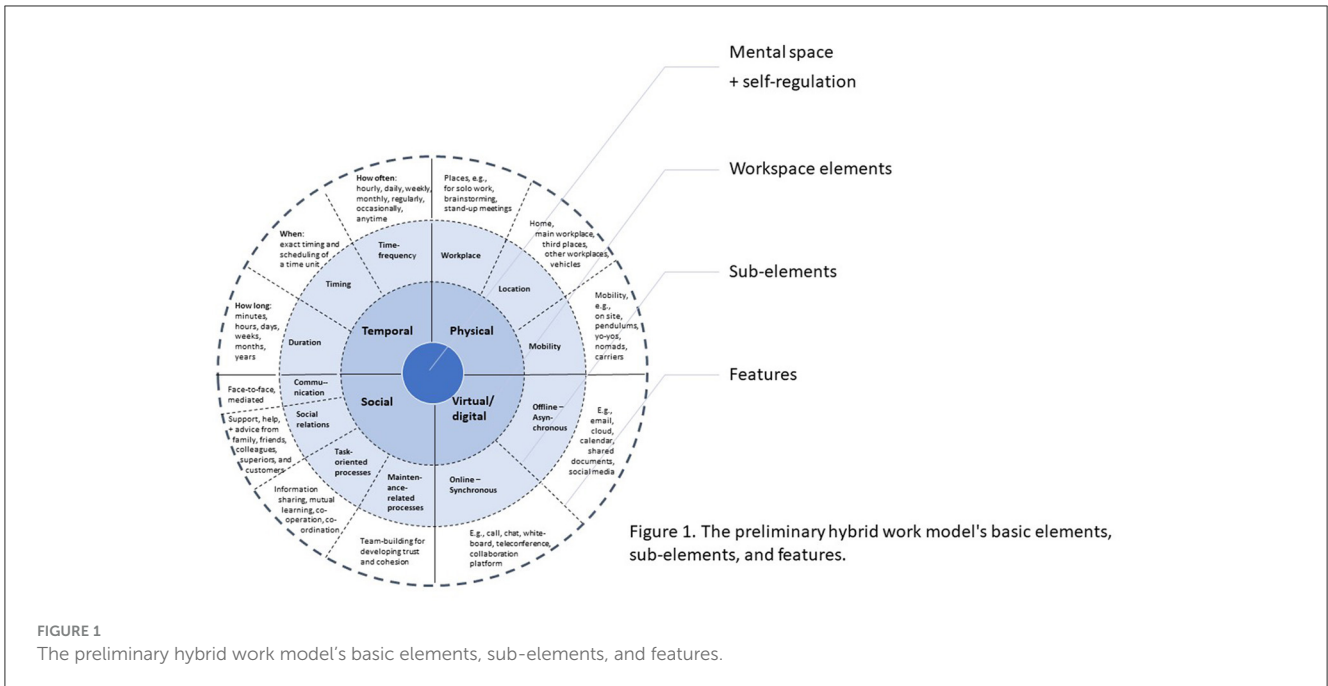 Mental space
+ self-regulation
Workspace elements
Sub-elements
Features
How often:
hourly, daily, weekly,
monthly, regularly,
occasionally,
anytime
Places, e.g.,
for solo work,
brainstorming,
stand-up meetings
When:
exact timing and
scheduling of
a time unit
Home,
main workplace,
third places,
other workplaces,
vehicles
How long:
minutes,
hours, days,
weeks,
months,
years
Mobility,
e.g.,
on site,
pendulums,
yo-yos,
nomads,
carriers
Time-
frequency
Workplace
Timing
Location
Duration
Mobility
Temporal
Physical
Social
Virtual/
digital
Commu–
nication
Social
relations
Task-
oriented
processes
Mainten-
ance-
related
processes
Online –
Synchronous
Offline –
Asyn-
chronous
Face-to-face,
mediated
Support, help,
+ advice from
family, friends,
colleagues,
superiors, and
customers
Information
sharing, mutual
learning, co-
operation, co-
ordination
Team-building for
developing trust
and cohesion
E.g., call, chat, white-
board, teleconference,
collaboration
platform
E.g.,
email,
cloud,
calendar,
shared
documents,
social media
Figure 1. The preliminary hybrid work model's basic elements,
sub-elements, and features.
FIGURE 1
The preliminary hybrid work model's basic elements, sub-elements, and features.